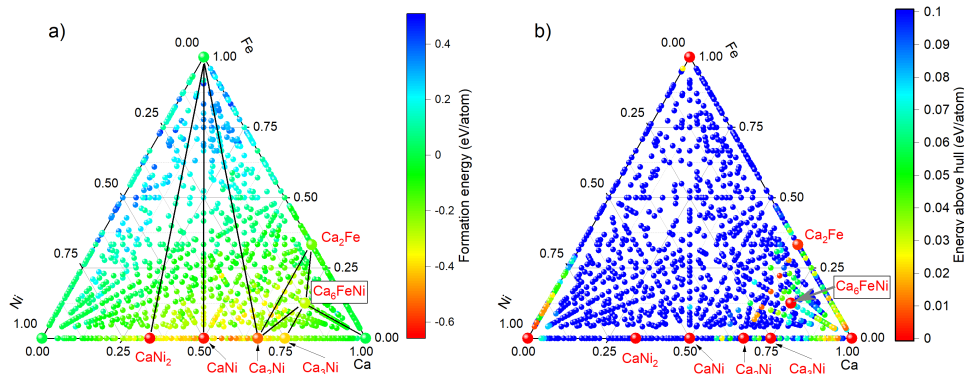 a)
0.00
1.00
Fe
0.25
0.75
0.50
0.50
0.75
0.25
Ca₂Fe
Ca₆FeNi
Ni
1.00
0.00
0.00
0.25
0.50
0.75
1.00
Ca
CaNi₂
CaNi
Ca₂Ni
Ca₃Ni
0.4
0.2
0
-0.2
-0.4
-0.6
Formation energy (eV/atom)
b)
0.00
1.00
Fe
0.25
0.75
0.50
0.50
0.75
0.25
Ca₂Fe
Ca₆FeNi
Ni
1.00
0.00
0.00
0.25
0.50
0.75
1.00
Ca
CaNi₂
CaNi
Ca₂Ni
Ca₃Ni
0.1
0.09
0.08
0.07
0.06
0.05
0.04
0.03
0.02
0.01
0
Energy above hull (eV/atom)